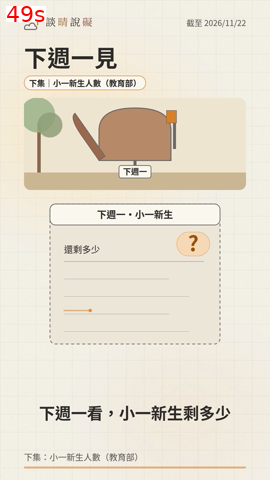 49s
談晴說礙
截至 2026/11/22
下週一見
下集｜小一新生人數（教育部）
下週一
下週一・小一新生
還剩多少
?
下週一看，小一新生剩多少
下集：小一新生人數（教育部）